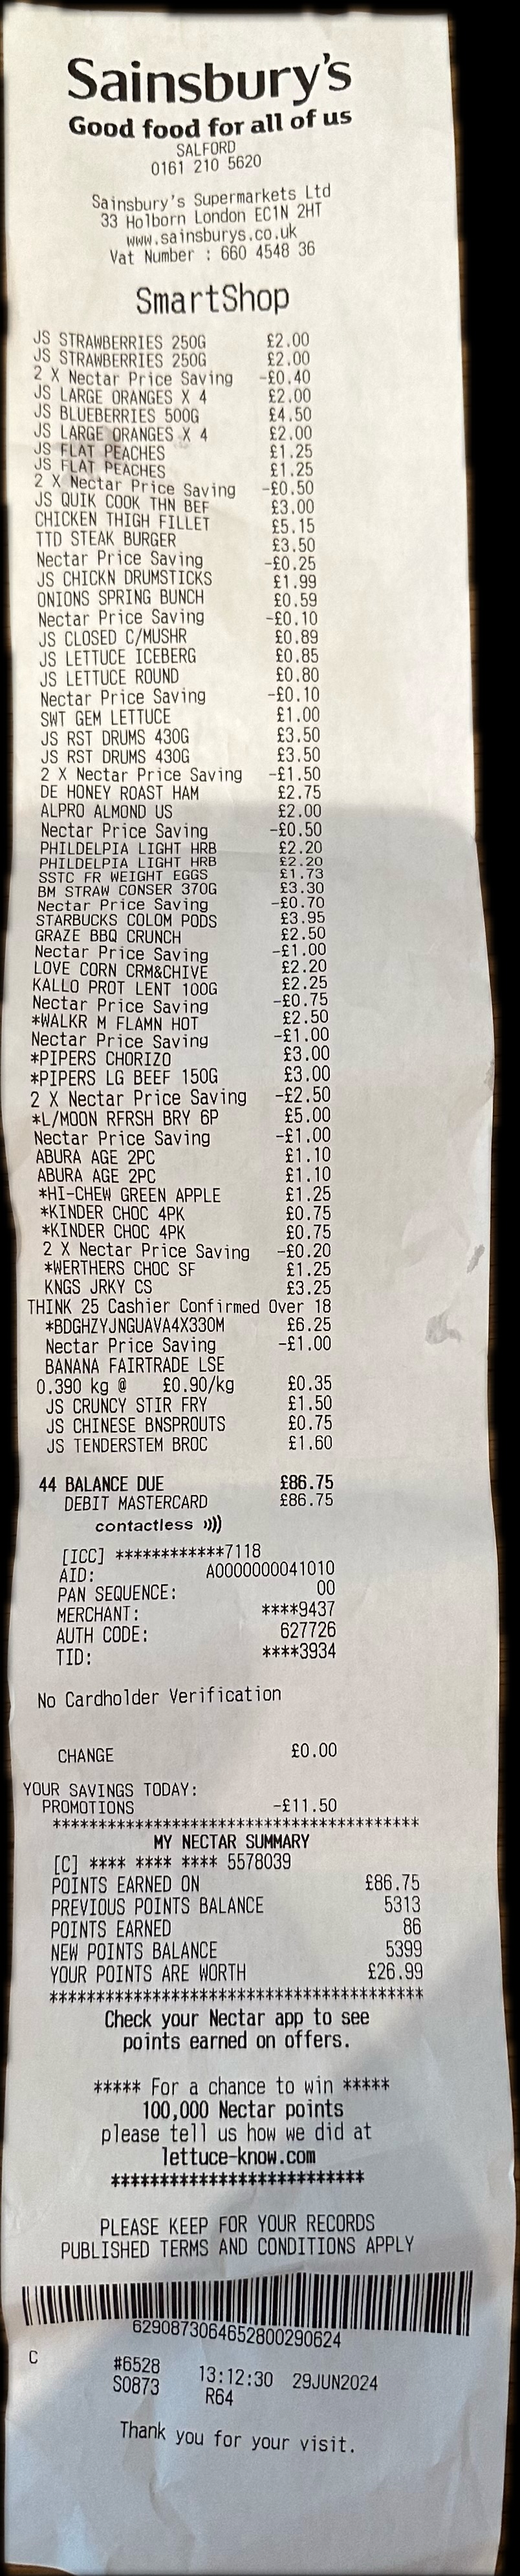 Sainsbury's
Good food for all of us
SALFORD
0161 210 5620
Sainsbury's Supermarkets Ltd
33 Holborn London EC1N 2HT
www.sainsburys.co.uk
Vat Number : 660 4548 36
SmartShop
JS STRAWBERRIES 250G £2.00
JS STRAWBERRIES 250G £2.00
2 X Nectar Price Saving -£0.40
JS LARGE ORANGES X 4 £2.00
JS BLUEBERRIES 500G £4.50
JS LARGE ORANGES X 4 £2.00
JS FLAT PEACHES £1.25
JS FLAT PEACHES £1.25
2 X Nectar Price Saving -£0.50
JS QUIK COOK THN BEF £3.00
CHICKEN THIGH FILLET £5.15
TTD STEAK BURGER £3.50
Nectar Price Saving -£0.25
JS CHICKN DRUMSTICKS £1.99
ONIONS SPRING BUNCH £0.59
Nectar Price Saving -£0.10
JS CLOSED C/MUSHR £0.89
JS LETTUCE ICEBERG £0.85
JS LETTUCE ROUND £0.80
Nectar Price Saving -£0.10
SWT GEM LETTUCE £1.00
JS RST DRUMS 430G £3.50
JS RST DRUMS 430G £3.50
2 X Nectar Price Saving -£1.50
DE HONEY ROAST HAM £2.75
ALPRO ALMOND US £2.00
Nectar Price Saving -£0.50
PHILDELPIA LIGHT HRB £2.20
PHILDELPIA LIGHT HRB £2.20
SSTC FR WEIGHT EGGS £1.73
BM STRAW CONSER 370G £3.30
Nectar Price Saving -£0.70
STARBUCKS COLOM PODS £3.95
GRAZE BBQ CRUNCH £2.50
Nectar Price Saving -£1.00
LOVE CORN CRM&CHIVE £2.20
KALLO PROT LENT 100G £2.25
Nectar Price Saving -£0.75
*WALKR M FLAMN HOT £2.50
Nectar Price Saving -£1.00
*PIPERS CHORIZO £3.00
*PIPERS LG BEEF 150G £3.00
2 X Nectar Price Saving -£2.50
*L/MOON RFRSH BRY 6P £5.00
Nectar Price Saving -£1.00
ABURA AGE 2PC £1.10
ABURA AGE 2PC £1.10
*HI-CHEW GREEN APPLE £1.25
*KINDER CHOC 4PK £0.75
*KINDER CHOC 4PK £0.75
2 X Nectar Price Saving -£0.20
*WERTHERS CHOC SF £1.25
KNGS JRKY CS £3.25
THINK 25 Cashier Confirmed Over 18
*BDGHZYJNGUAVA4X330M £6.25
Nectar Price Saving -£1.00
BANANA FAIRTRADE LSE
0.390 kg @ £0.90/kg £0.35
JS CRUNCY STIR FRY £1.50
JS CHINESE BNSPROUTS £0.75
JS TENDERSTEM BROC £1.60
44 BALANCE DUE £86.75
DEBIT MASTERCARD £86.75
contactless
[ICC] ************7118
AID: A0000000041010
PAN SEQUENCE: 00
MERCHANT: ****9437
AUTH CODE: 627726
TID: ****3934
No Cardholder Verification
CHANGE £0.00
YOUR SAVINGS TODAY:
PROMOTIONS -£11.50
****************************************
MY NECTAR SUMMARY
[C] **** **** **** 5578039
POINTS EARNED ON £86.75
PREVIOUS POINTS BALANCE 5313
POINTS EARNED 86
NEW POINTS BALANCE 5399
YOUR POINTS ARE WORTH £26.99
****************************************
Check your Nectar app to see
points earned on offers.
***** For a chance to win *****
100,000 Nectar points
please tell us how we did at
lettuce-know.com
***************************
PLEASE KEEP FOR YOUR RECORDS
PUBLISHED TERMS AND CONDITIONS APPLY
6290873064652800290624
C #6528 13:12:30 29JUN2024
S0873 R64
Thank you for your visit.